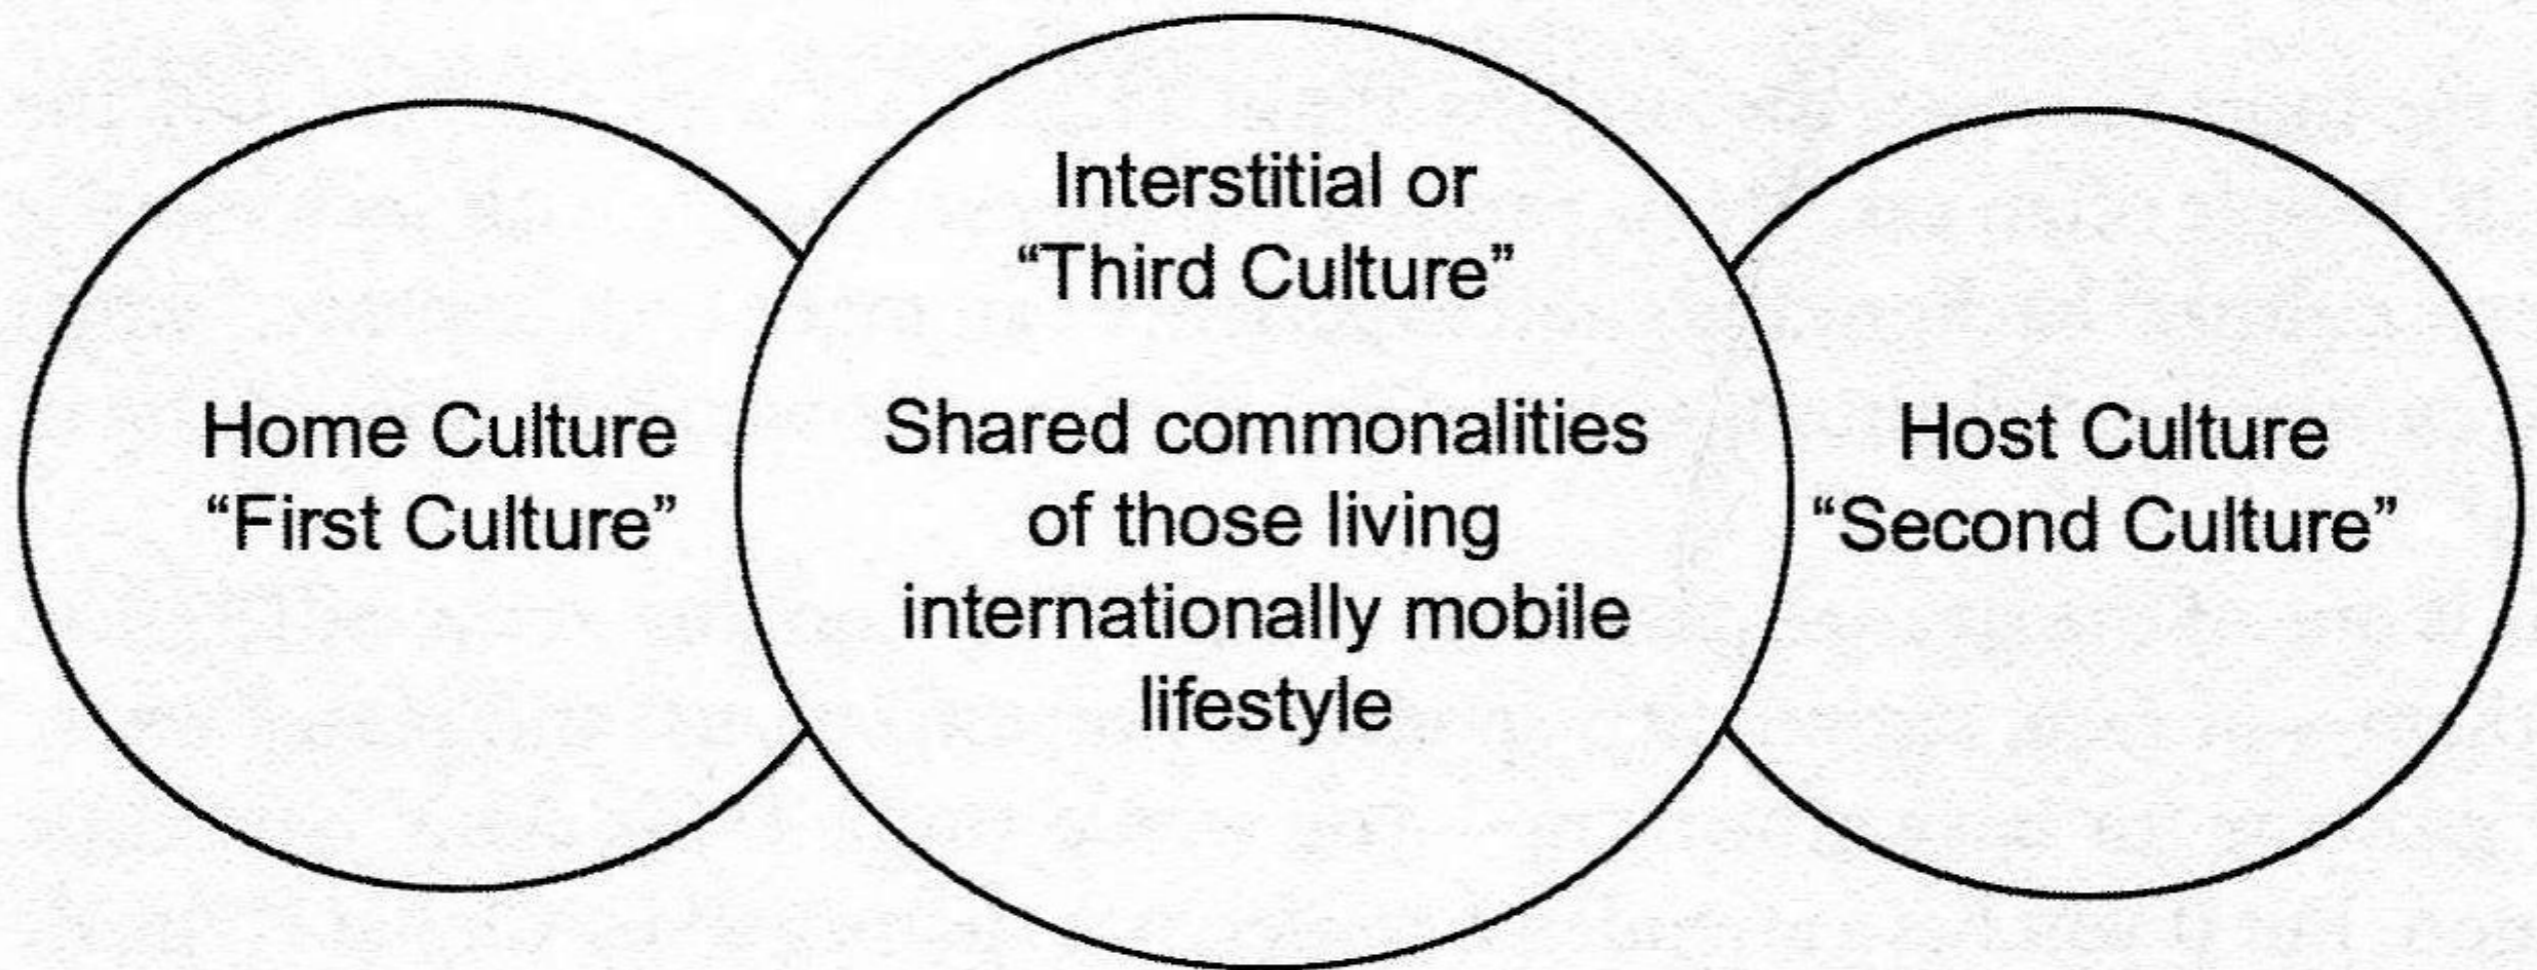 Home Culture
“First Culture”
Interstitial or
“Third Culture”
Shared commonalities
of those living
internationally mobile
lifestyle
Host Culture
“Second Culture”